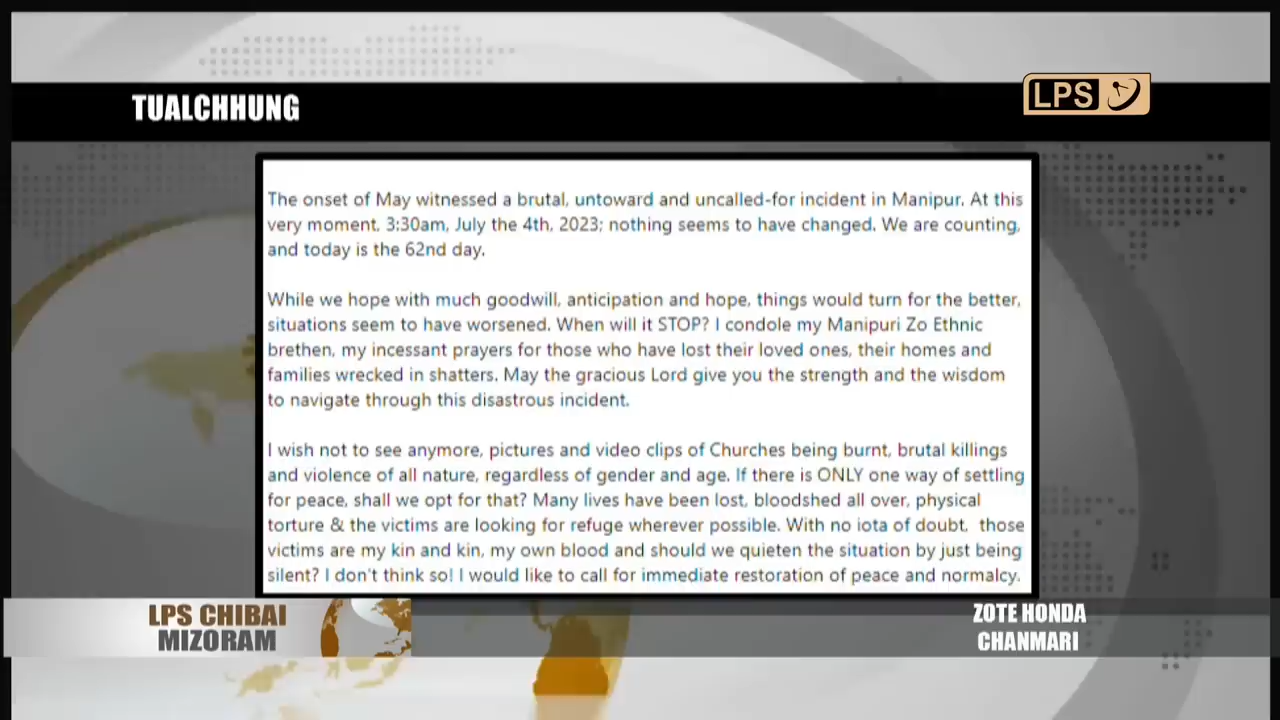 TUALCHHUNG
LPS
The onset of May witnessed a brutal, untoward and uncalled-for incident in Manipur. At this
very moment, 3:30am, July the 4th, 2023; nothing seems to have changed. We are counting,
and today is the 62nd day.
While we hope with much goodwill, anticipation and hope, things would turn for the better,
situations seem to have worsened. When will it STOP? I condole my Manipuri Zo Ethnic
brethen, my incessant prayers for those who have lost their loved ones, their homes and
families wrecked in shatters. May the gracious Lord give you the strength and the wisdom
to navigate through this disastrous incident.
I wish not to see anymore, pictures and video clips of Churches being burnt, brutal killings
and violence of all nature, regardless of gender and age. If there is ONLY one way of settling
for peace, shall we opt for that? Many lives have been lost, bloodshed all over, physical
torture & the victims are looking for refuge wherever possible. With no iota of doubt, those
victims are my kin and kin, my own blood and should we quieten the situation by just being
silent? I don't think so! I would like to call for immediate restoration of peace and normalcy.
LPS CHIBAI
MIZORAM
ZOTE HONDA
CHANMARI